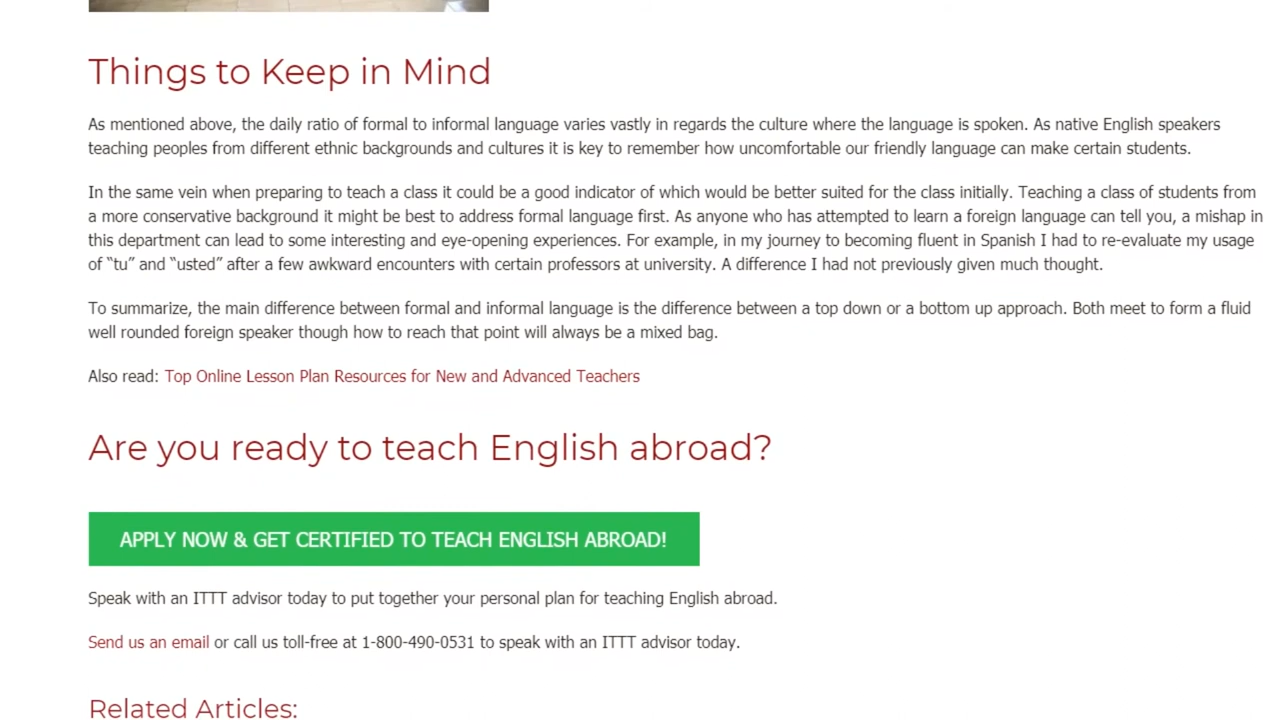 Things to Keep in Mind
As mentioned above, the daily ratio of formal to informal language varies vastly in regards the culture where the language is spoken. As native English speakers
teaching peoples from different ethnic backgrounds and cultures it is key to remember how uncomfortable our friendly language can make certain students.
In the same vein when preparing to teach a class it could be a good indicator of which would be better suited for the class initially. Teaching a class of students from
a more conservative background it might be best to address formal language first. As anyone who has attempted to learn a foreign language can tell you, a mishap in
this department can lead to some interesting and eye-opening experiences. For example, in my journey to becoming fluent in Spanish I had to re-evaluate my usage
of “tu” and “usted” after a few awkward encounters with certain professors at university. A difference I had not previously given much thought.
To summarize, the main difference between formal and informal language is the difference between a top down or a bottom up approach. Both meet to form a fluid
well rounded foreign speaker though how to reach that point will always be a mixed bag.
Also read: Top Online Lesson Plan Resources for New and Advanced Teachers
Are you ready to teach English abroad?
APPLY NOW & GET CERTIFIED TO TEACH ENGLISH ABROAD!
Speak with an ITTT advisor today to put together your personal plan for teaching English abroad.
Send us an email or call us toll-free at 1-800-490-0531 to speak with an ITTT advisor today.
Related Articles: